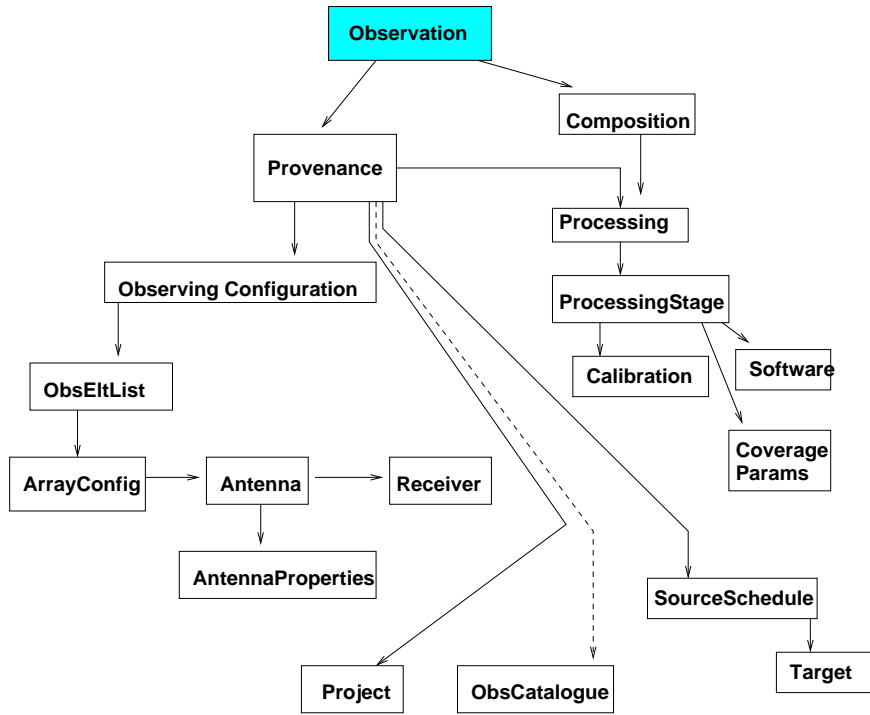 Observation
Composition
Provenance
Processing
Observing Configuration
ProcessingStage
Software
Calibration
ObsEltList
Coverage
Params
ArrayConfig
Antenna
Receiver
AntennaProperties
SourceSchedule
Target
Project
ObsCatalogue